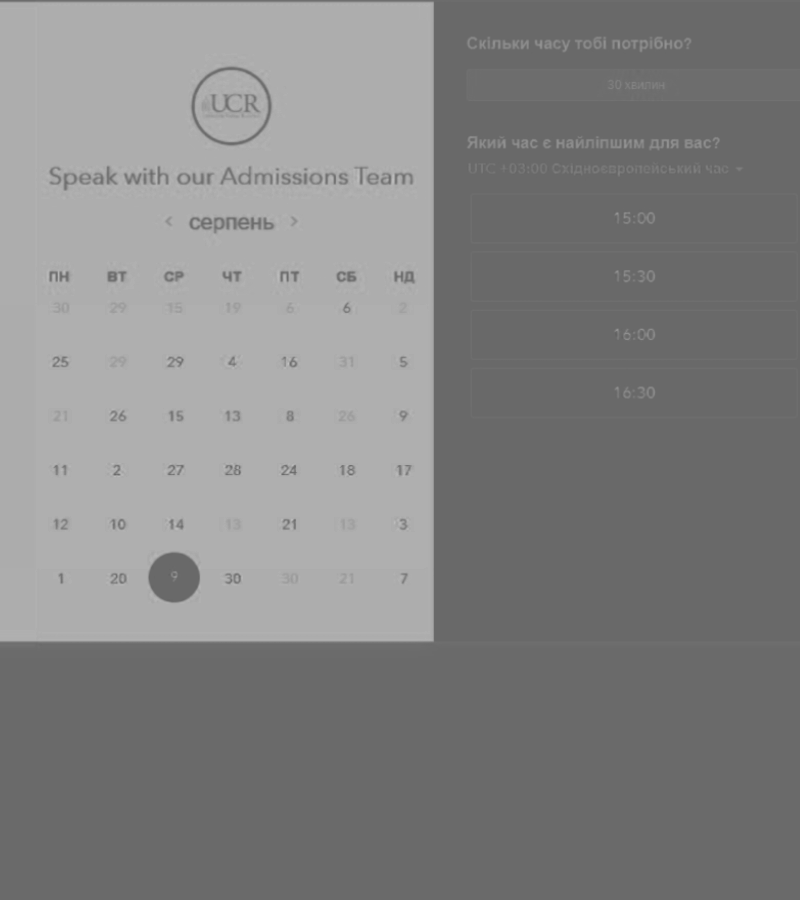 UCR
Speak with our Admissions Team
< серпень >
ПН ВТ СР ЧТ ПТ СБ НД
30 29 15 19 6 6 2
25 29 29 4 16 31 5
21 26 15 13 8 26 9
11 2 27 28 24 18 17
12 10 14 13 21 13 3
1 20 9 30 30 21 7
Скільки часу тобі потрібно?
30 хвилин
Який час є найліпшим для вас?
UTC +03:00 Східноєвропейський час
15:00
15:30
16:00
16:30